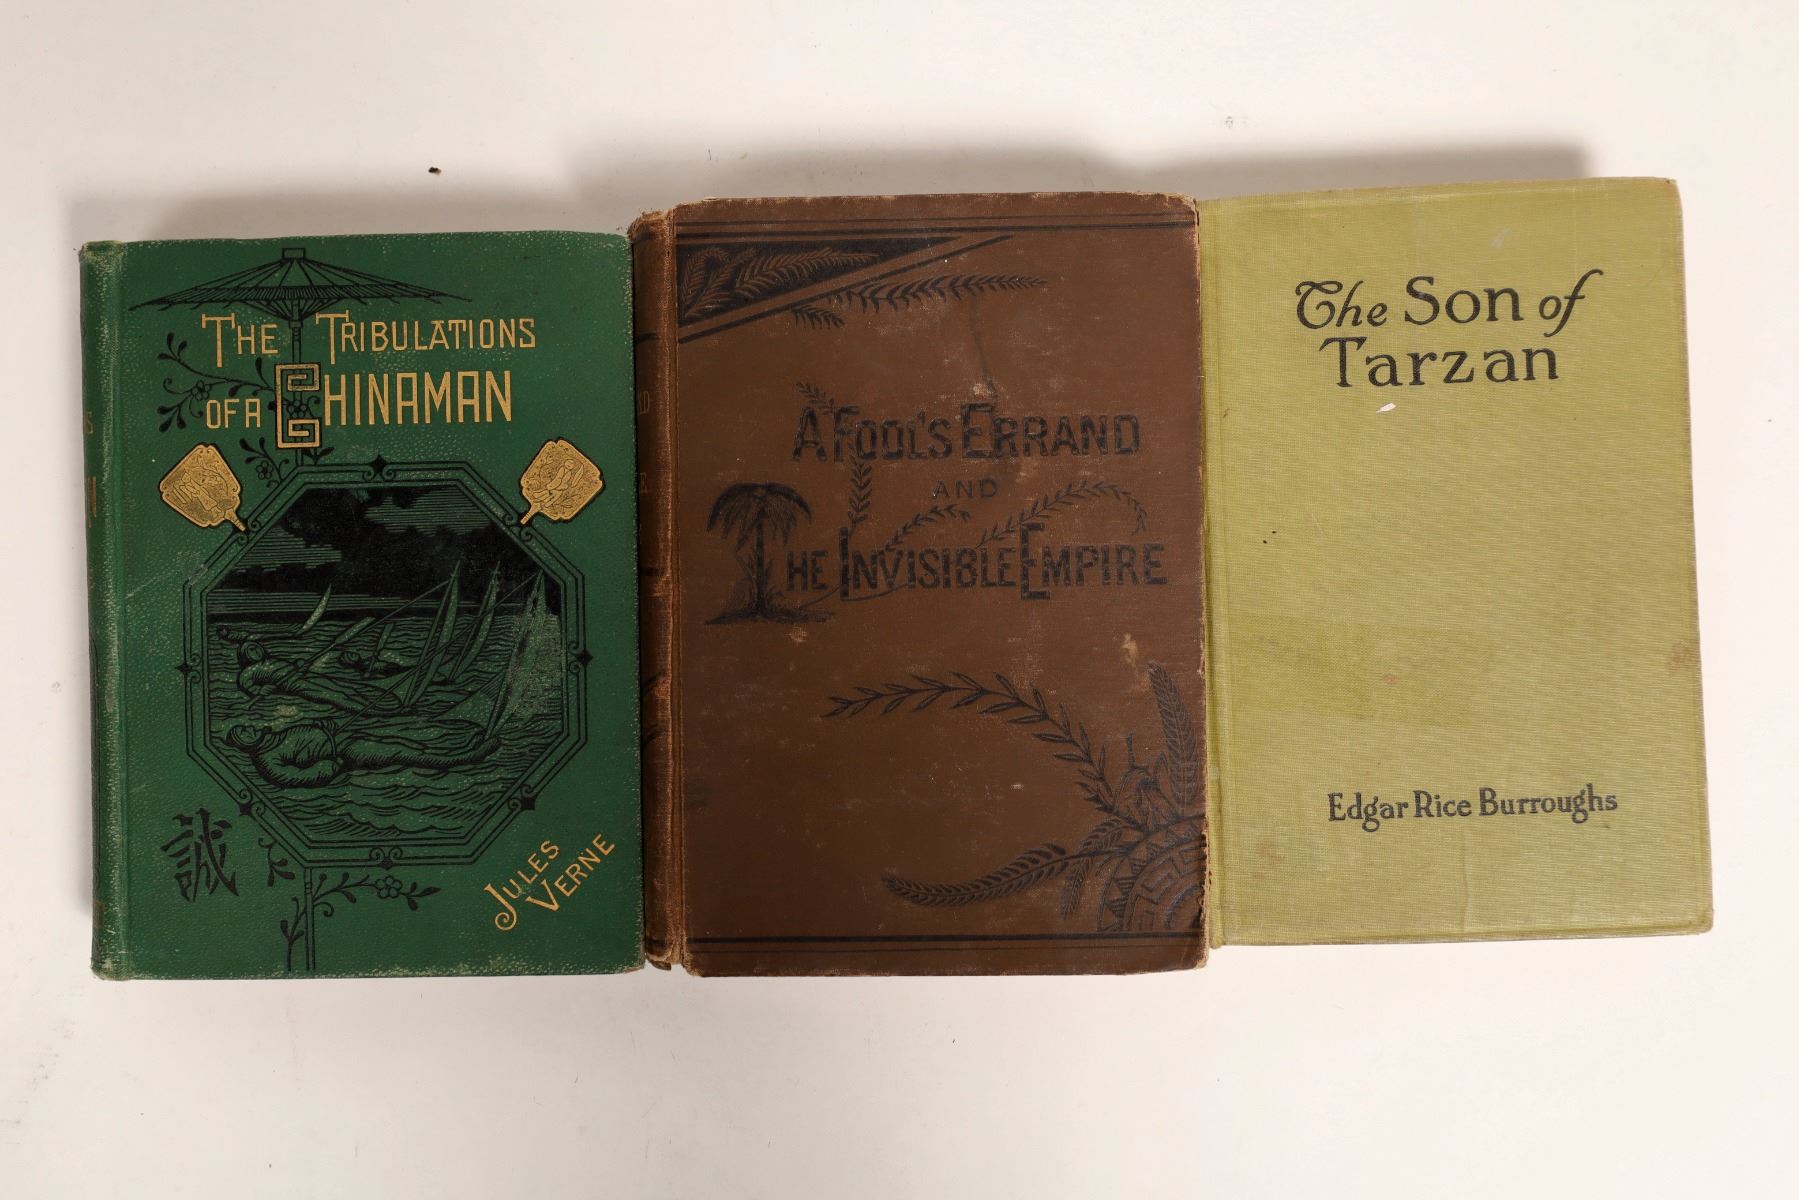 THE TRIBULATIONS
OF A CHINAMAN
誠
JULES
VERNE
A FOOL'S ERRAND
AND
THE INVISIBLE EMPIRE
The Son of
Tarzan
Edgar Rice Burroughs